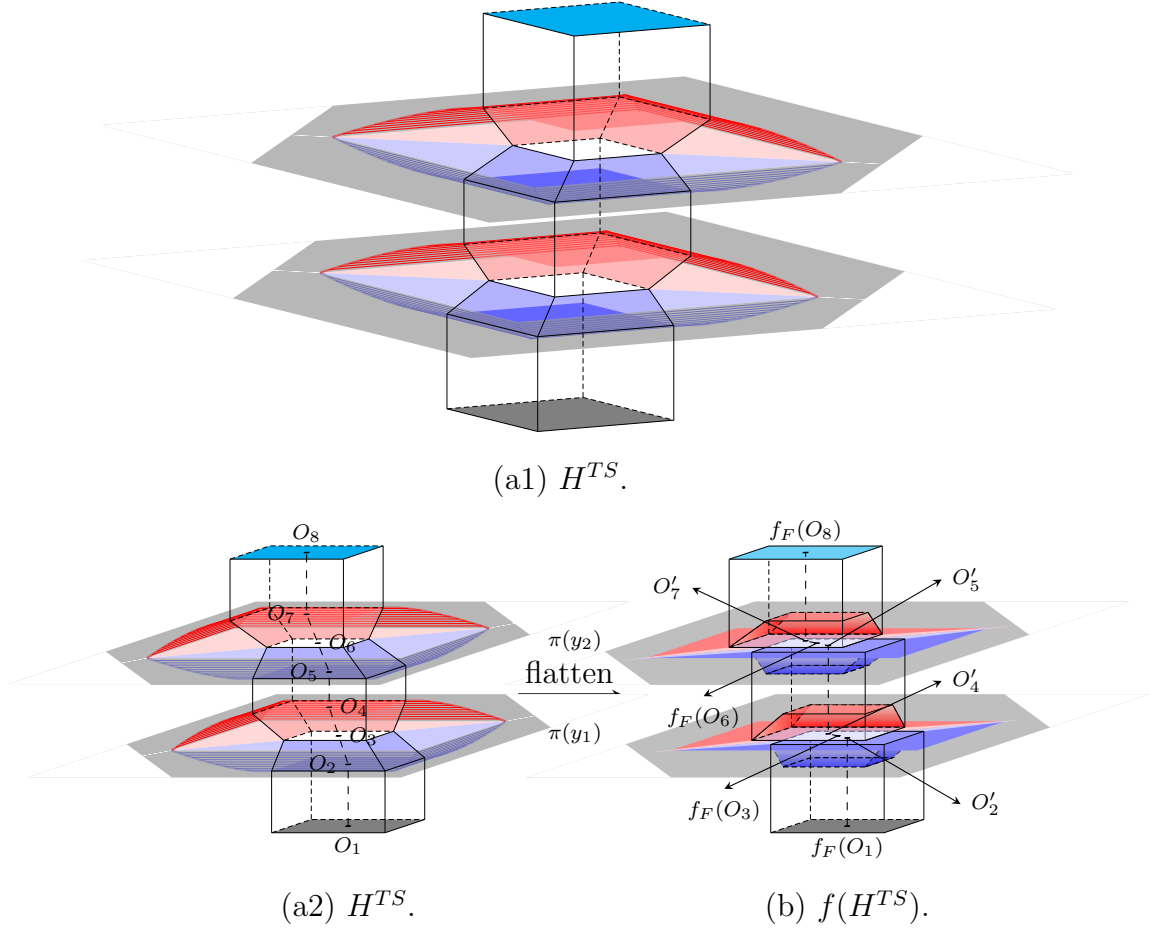 (a1) H^{TS}.
O_8
O_7
O_6
O_5
O_4
O_3
O_2
O_1
π(y_2)
flatten
π(y_1)
f_F(O_8)
O'_7
O'_5
f_F(O_6)
O'_4
f_F(O_3)
O'_2
f_F(O_1)
(a2) H^{TS}.
(b) f(H^{TS}).